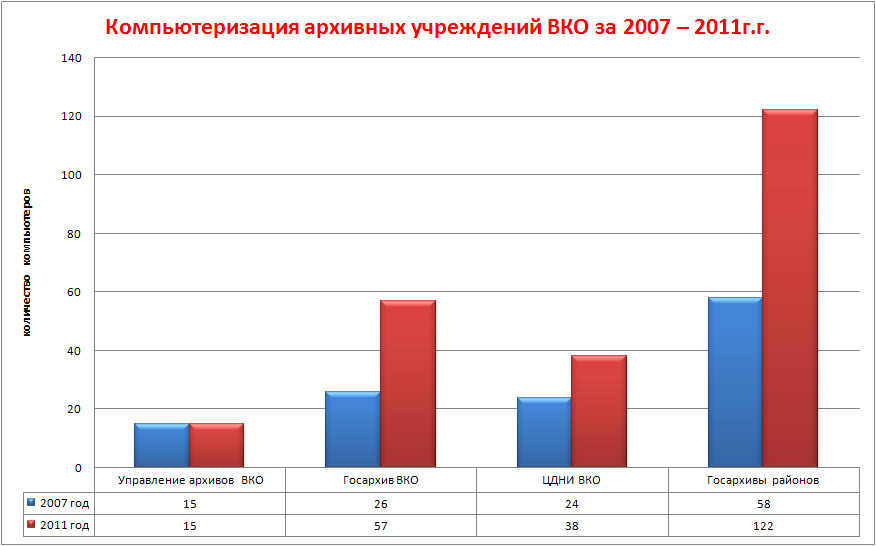 Компьютеризация архивных учреждений ВКО за 2007 – 2011г.г.
количество компьютеров
140
120
100
80
60
40
20
0
Управление архивов ВКО Госархив ВКО ЦДНИ ВКО Госархивы районов
2007 год 15 26 24 58
2011 год 15 57 38 122